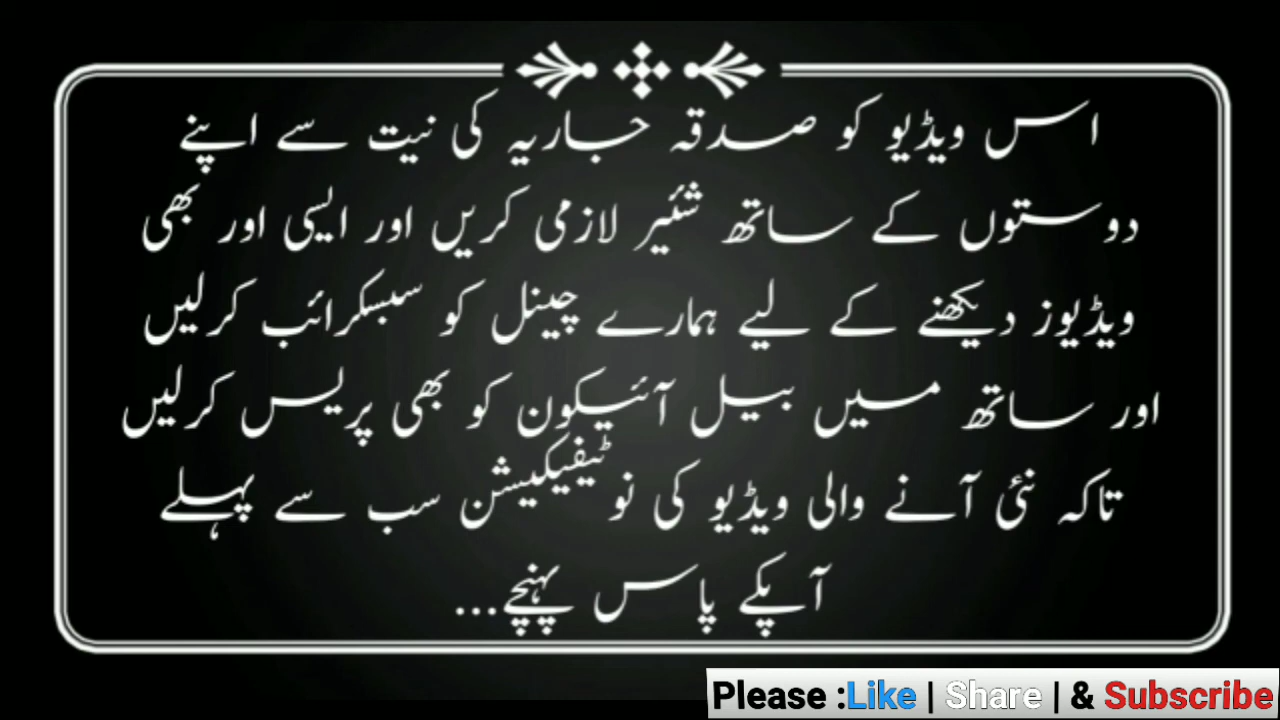 اس ویڈیو کو صدقہ جاریہ کی نیت سے اپنے
دوستوں کے ساتھ شئیر لازمی کریں اور ایسی اور بھی
ویڈیوز دیکھنے کے لیے ہمارے چینل کو سبسکرائب کرلیں
اور ساتھ میں بیل آئیکون کو بھی پریس کرلیں
تاکہ نئی آنے والی ویڈیو کی نوٹیفیکیشن سب سے پہلے
آپکے پاس پہنچے...
Please :Like | Share | & Subscribe